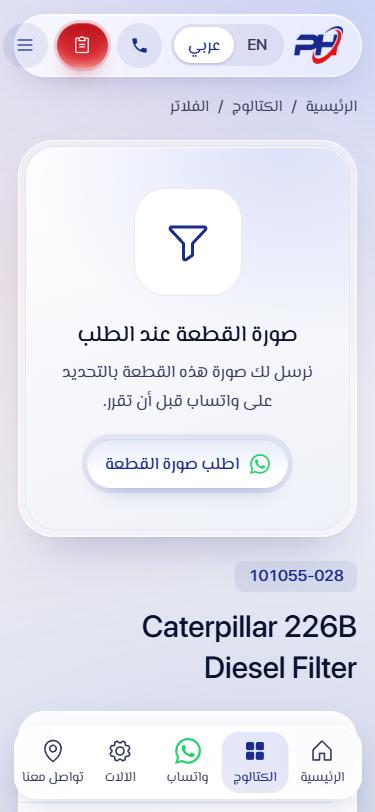 PH
EN
عربي
الرئيسية / الكتالوج / الفلاتر
صورة القطعة عند الطلب
نرسل لك صورة هذه القطعة بالتحديد
على واتساب قبل أن تقرر.
اطلب صورة القطعة
101055-028
Caterpillar 226B
Diesel Filter
الرئيسية
الكتالوج
واتساب
الآلات
تواصل معنا